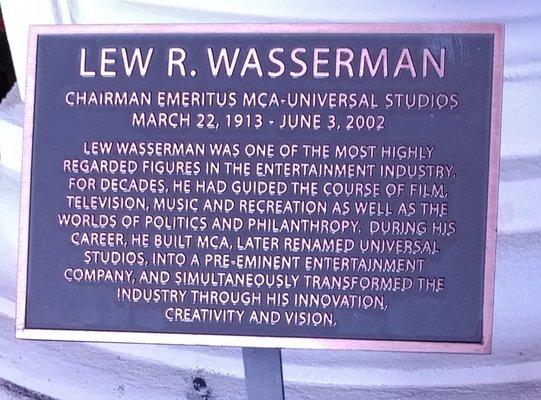 LEW R. WASSERMAN
CHAIRMAN EMERITUS MCA-UNIVERSAL STUDIOS
MARCH 22, 1913 - JUNE 3, 2002
LEW WASSERMAN WAS ONE OF THE MOST HIGHLY
REGARDED FIGURES IN THE ENTERTAINMENT INDUSTRY.
FOR DECADES, HE HAD GUIDED THE COURSE OF FILM,
TELEVISION, MUSIC AND RECREATION AS WELL AS THE
WORLDS OF POLITICS AND PHILANTHROPY. DURING HIS
CAREER, HE BUILT MCA, LATER RENAMED UNIVERSAL
STUDIOS, INTO A PRE-EMINENT ENTERTAINMENT
COMPANY, AND SIMULTANEOUSLY TRANSFORMED THE
INDUSTRY THROUGH HIS INNOVATION,
CREATIVITY AND VISION.